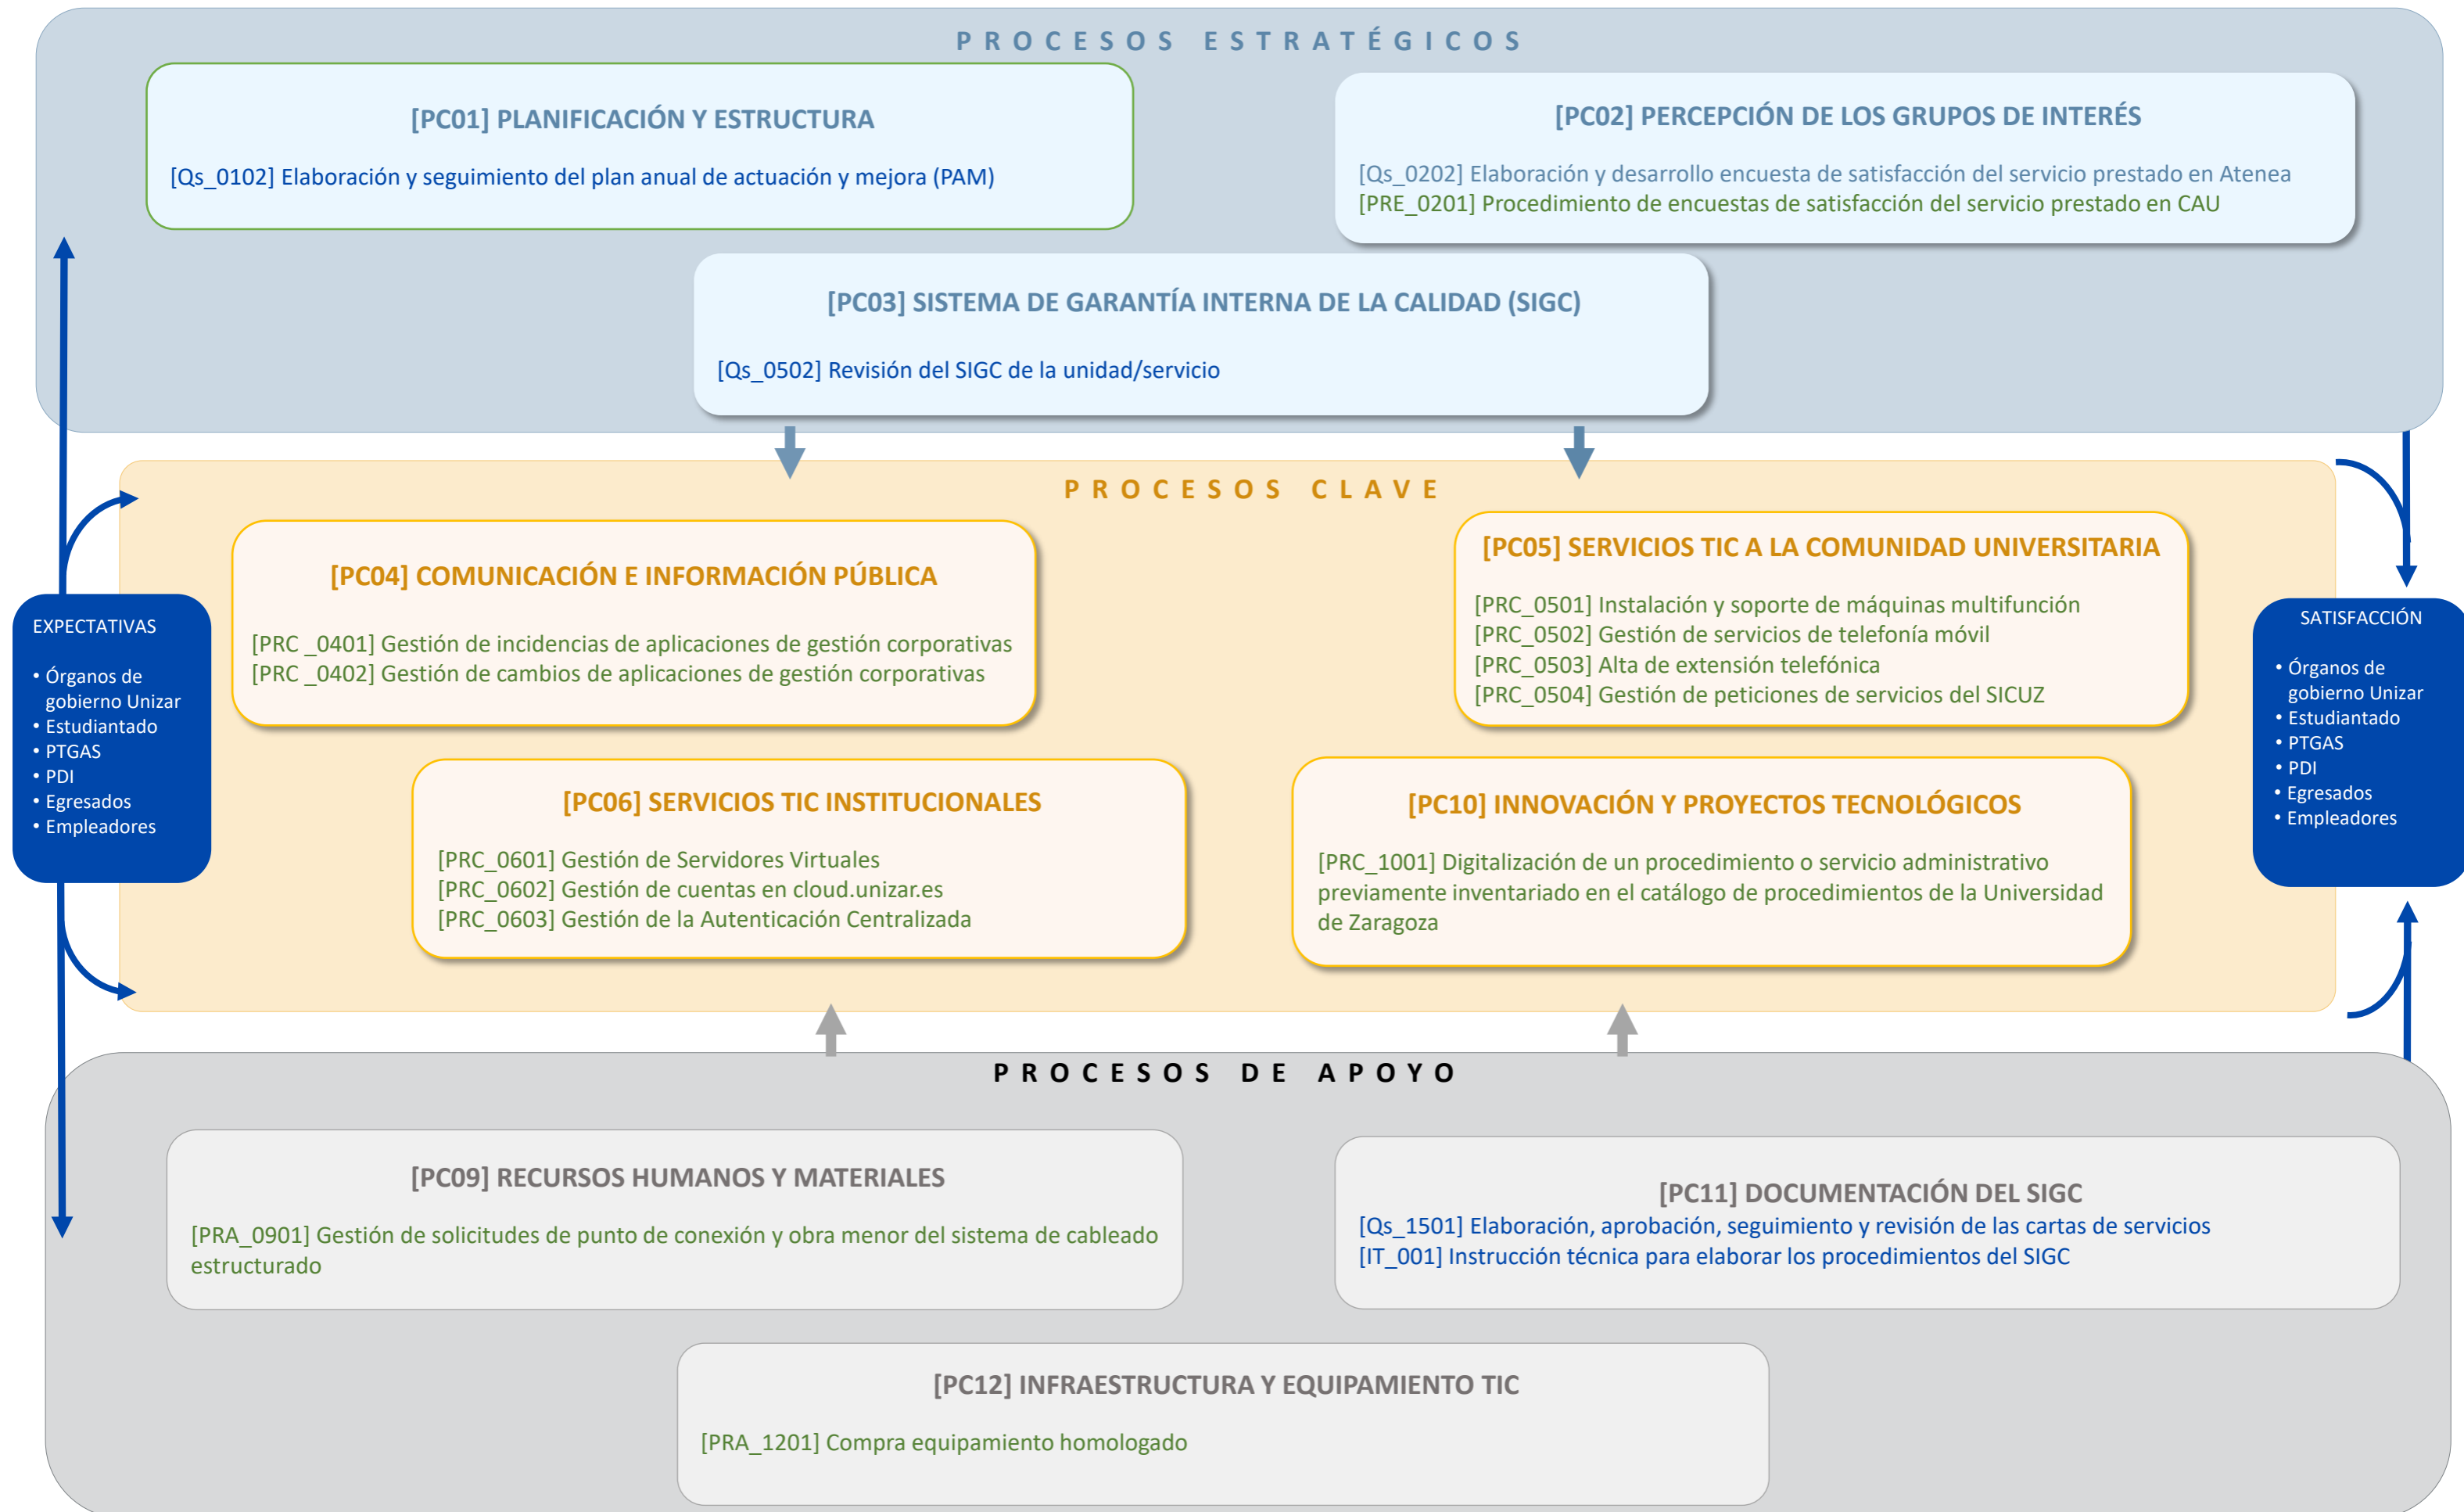 PROCESOS ESTRATÉGICOS
[PC01] PLANIFICACIÓN Y ESTRUCTURA
[Qs_0102] Elaboración y seguimiento del plan anual de actuación y mejora (PAM)
[PC02] PERCEPCIÓN DE LOS GRUPOS DE INTERÉS
[Qs_0202] Elaboración y desarrollo encuesta de satisfacción del servicio prestado en Atenea
[PRE_0201] Procedimiento de encuestas de satisfacción del servicio prestado en CAU
[PC03] SISTEMA DE GARANTÍA INTERNA DE LA CALIDAD (SIGC)
[Qs_0502] Revisión del SIGC de la unidad/servicio
PROCESOS CLAVE
[PC04] COMUNICACIÓN E INFORMACIÓN PÚBLICA
[PRC _0401] Gestión de incidencias de aplicaciones de gestión corporativas
[PRC _0402] Gestión de cambios de aplicaciones de gestión corporativas
[PC05] SERVICIOS TIC A LA COMUNIDAD UNIVERSITARIA
[PRC_0501] Instalación y soporte de máquinas multifunción
[PRC_0502] Gestión de servicios de telefonía móvil
[PRC_0503] Alta de extensión telefónica
[PRC_0504] Gestión de peticiones de servicios del SICUZ
EXPECTATIVAS
• Órganos de
gobierno Unizar
• Estudiantado
• PTGAS
• PDI
• Egresados
• Empleadores
SATISFACCIÓN
• Órganos de
gobierno Unizar
• Estudiantado
• PTGAS
• PDI
• Egresados
• Empleadores
[PC06] SERVICIOS TIC INSTITUCIONALES
[PRC_0601] Gestión de Servidores Virtuales
[PRC_0602] Gestión de cuentas en cloud.unizar.es
[PRC_0603] Gestión de la Autenticación Centralizada
[PC10] INNOVACIÓN Y PROYECTOS TECNOLÓGICOS
[PRC_1001] Digitalización de un procedimiento o servicio administrativo
previamente inventariado en el catálogo de procedimientos de la Universidad
de Zaragoza
PROCESOS DE APOYO
[PC09] RECURSOS HUMANOS Y MATERIALES
[PRA_0901] Gestión de solicitudes de punto de conexión y obra menor del sistema de cableado
estructurado
[PC11] DOCUMENTACIÓN DEL SIGC
[Qs_1501] Elaboración, aprobación, seguimiento y revisión de las cartas de servicios
[IT_001] Instrucción técnica para elaborar los procedimientos del SIGC
[PC12] INFRAESTRUCTURA Y EQUIPAMIENTO TIC
[PRA_1201] Compra equipamiento homologado